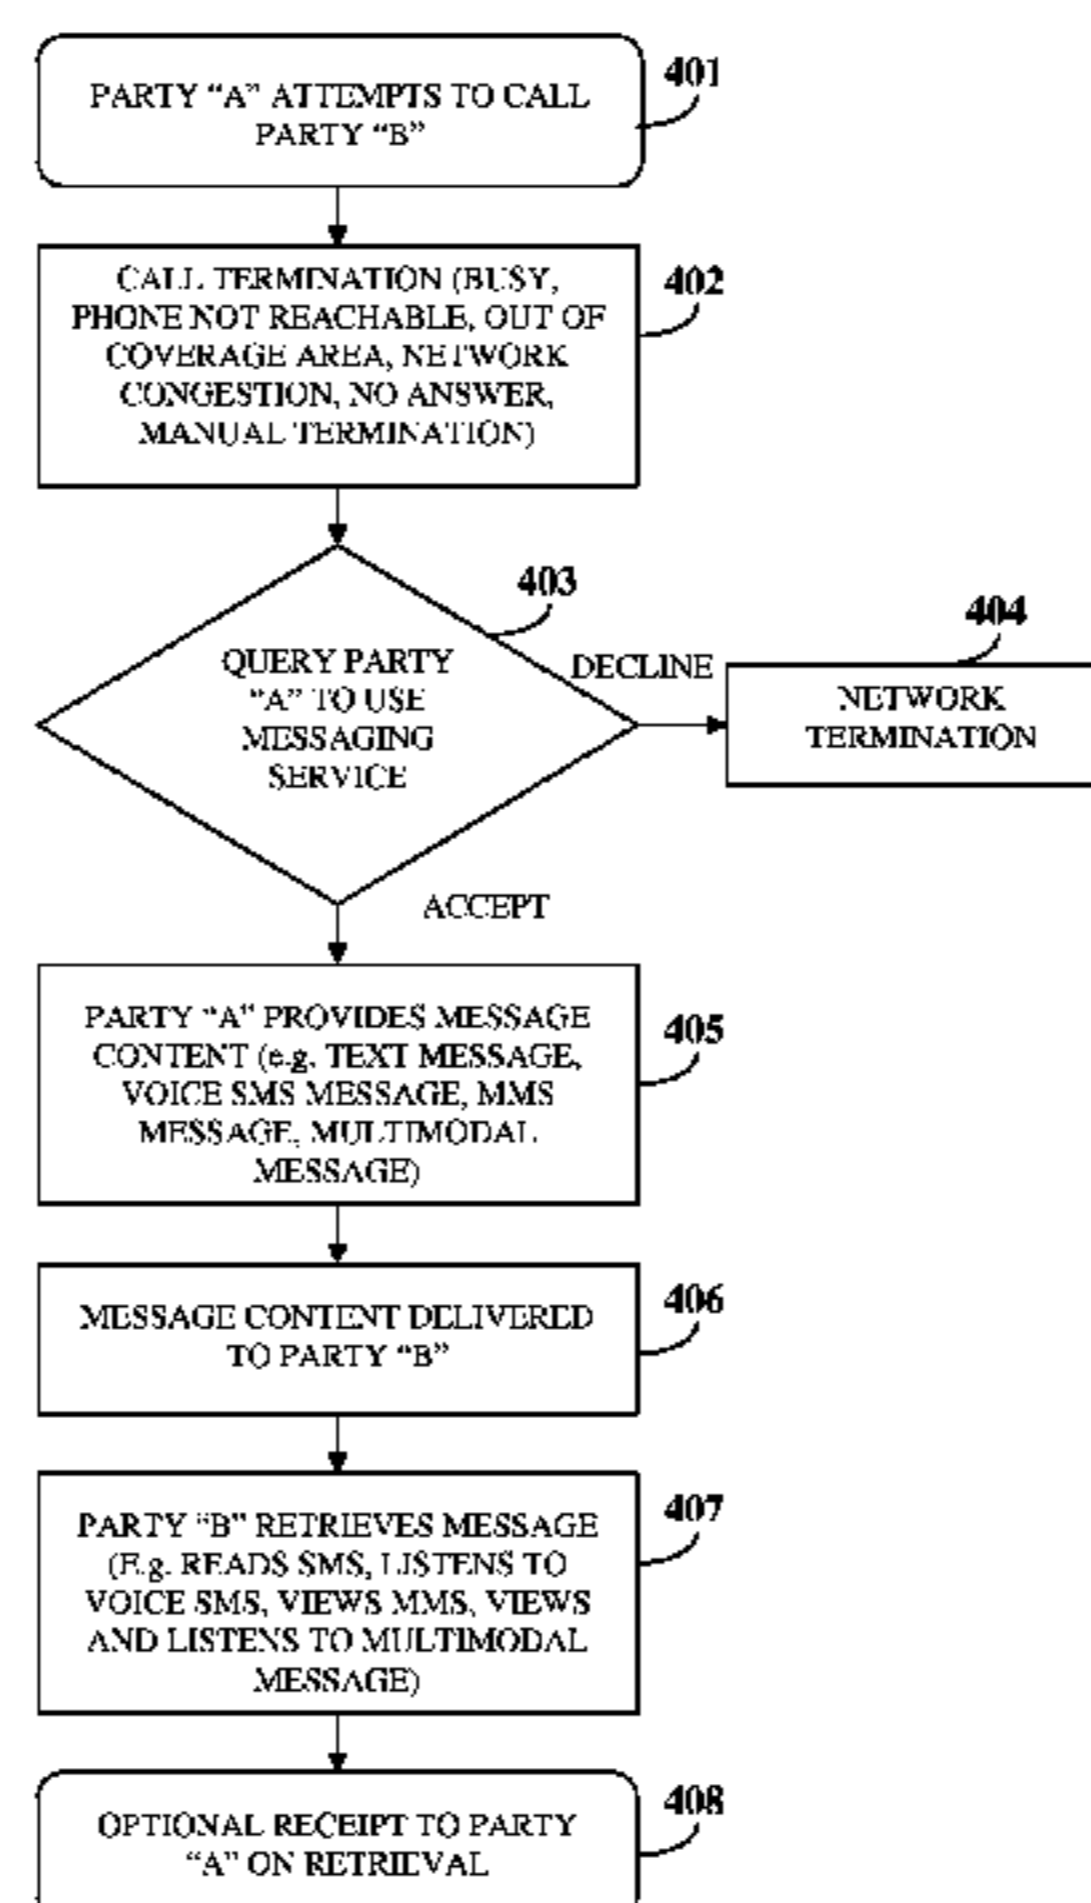 PARTY “A” ATTEMPTS TO CALL
PARTY “B”
401
CALL TERMINATION (BUSY,
PHONE NOT REACHABLE, OUT OF
COVERAGE AREA, NETWORK
CONGESTION, NO ANSWER,
MANUAL TERMINATION)
402
403
QUERY PARTY
“A” TO USE
MESSAGING
SERVICE
DECLINE
404
NETWORK
TERMINATION
ACCEPT
PARTY “A” PROVIDES MESSAGE
CONTENT (e.g. TEXT MESSAGE,
VOICE SMS MESSAGE, MMS
MESSAGE, MULTIMODAL
MESSAGE)
405
MESSAGE CONTENT DELIVERED
TO PARTY “B”
406
PARTY “B” RETRIEVES MESSAGE
(E.g. READS SMS, LISTENS TO
VOICE SMS, VIEWS MMS, VIEWS
AND LISTENS TO MULTIMODAL
MESSAGE)
407
OPTIONAL RECEIPT TO PARTY
“A” ON RETRIEVAL
408